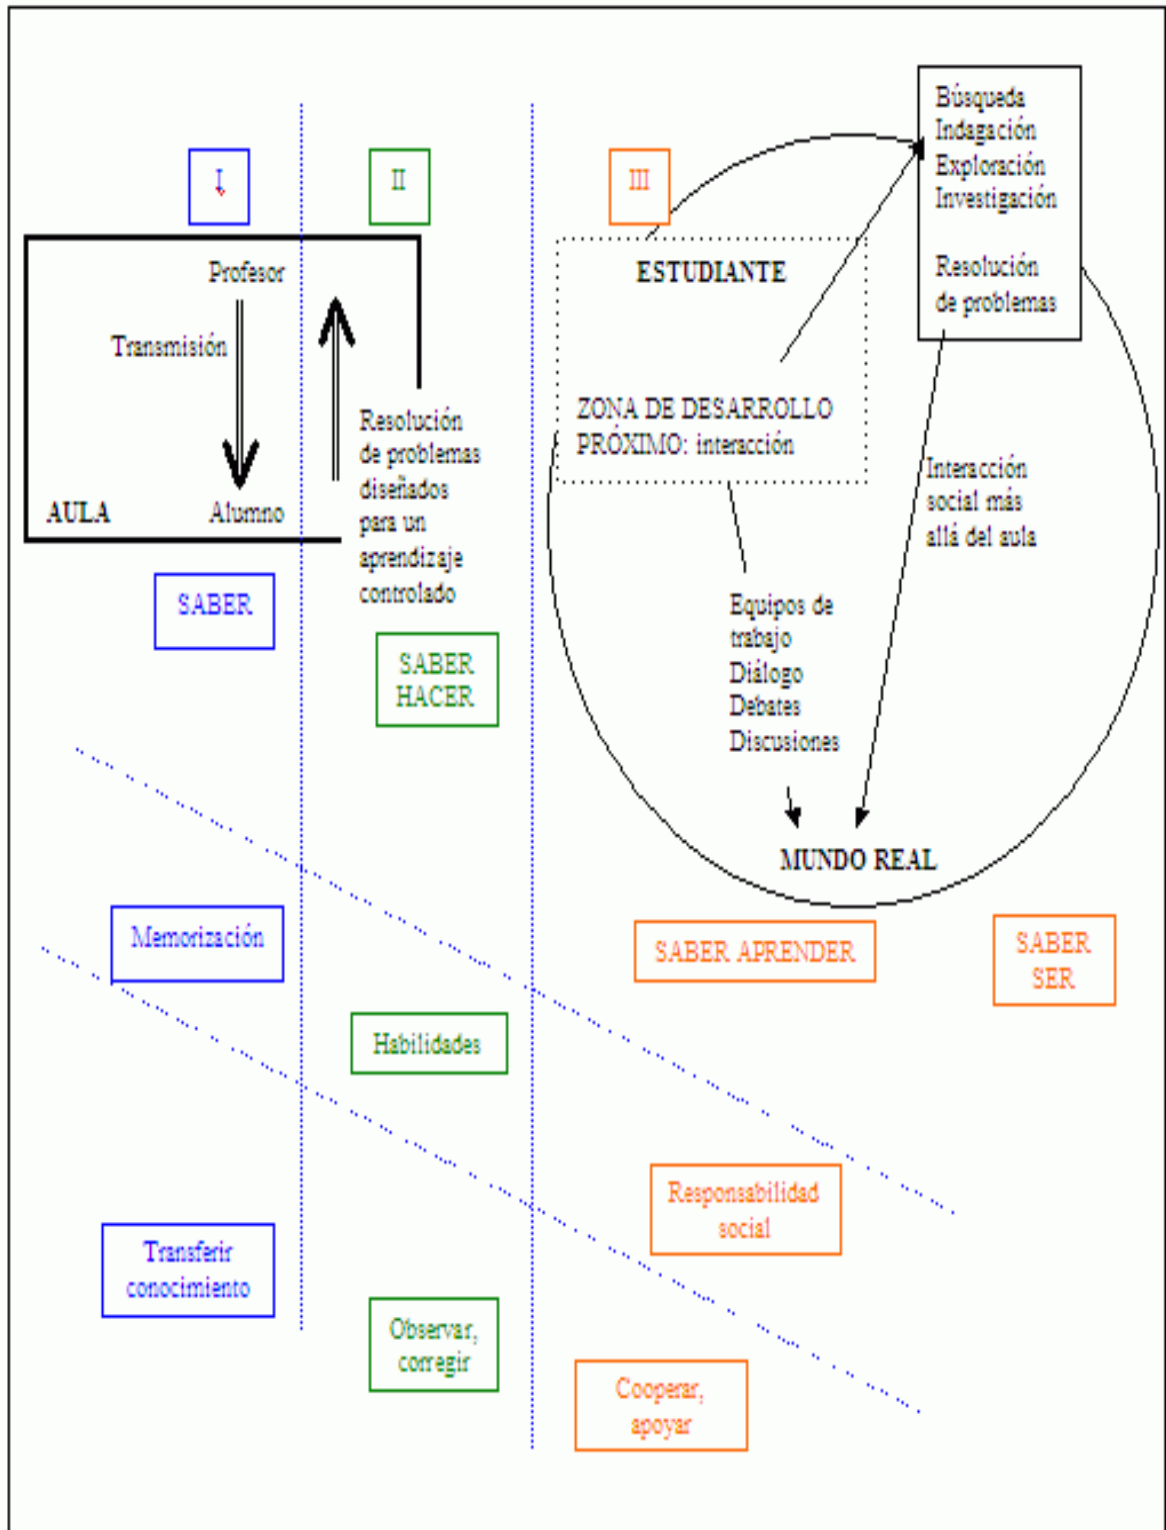 I
II
III
Búsqueda
Indagación
Exploración
Investigación
Resolución
de problemas
Profesor
Transmisión
AULA
Alumno
Resolución
de problemas
diseñados
para un
aprendizaje
controlado
ESTUDIANTE
ZONA DE DESARROLLO
PRÓXIMO: interacción
Interacción
social más
allá del aula
Equipos de
trabajo
Diálogo
Debates
Discusiones
MUNDO REAL
SABER
SABER
HACER
SABER APRENDER
SABER
SER
Memorización
Habilidades
Responsabilidad
social
Transferir
conocimiento
Observar,
corregir
Cooperar,
apoyar